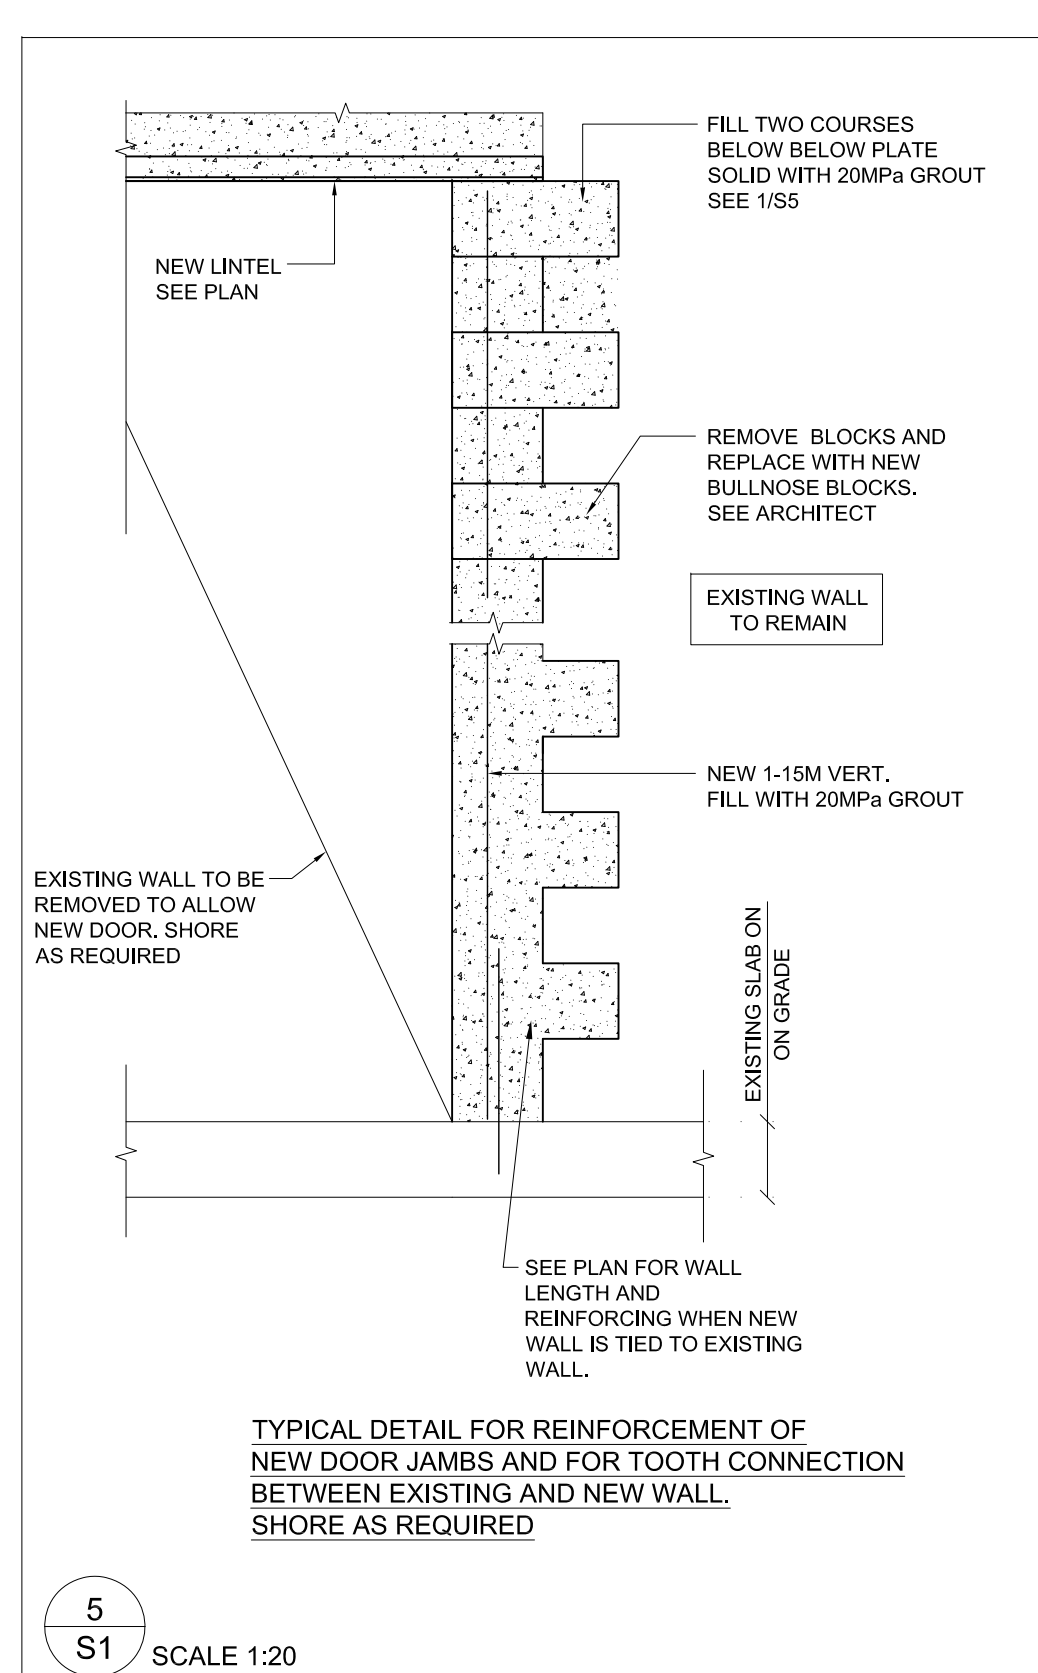 FILL TWO COURSES
BELOW BELOW PLATE
SOLID WITH 20MPa GROUT
SEE 1/S5
NEW LINTEL
SEE PLAN
REMOVE BLOCKS AND
REPLACE WITH NEW
BULLNOSE BLOCKS.
SEE ARCHITECT
EXISTING WALL
TO REMAIN
NEW 1-15M VERT.
FILL WITH 20MPa GROUT
EXISTING WALL TO BE
REMOVED TO ALLOW
NEW DOOR. SHORE
AS REQUIRED
EXISTING SLAB ON
ON GRADE
SEE PLAN FOR WALL
LENGTH AND
REINFORCING WHEN NEW
WALL IS TIED TO EXISTING
WALL.
TYPICAL DETAIL FOR REINFORCEMENT OF
NEW DOOR JAMBS AND FOR TOOTH CONNECTION
BETWEEN EXISTING AND NEW WALL.
SHORE AS REQUIRED
5
S1
SCALE 1:20